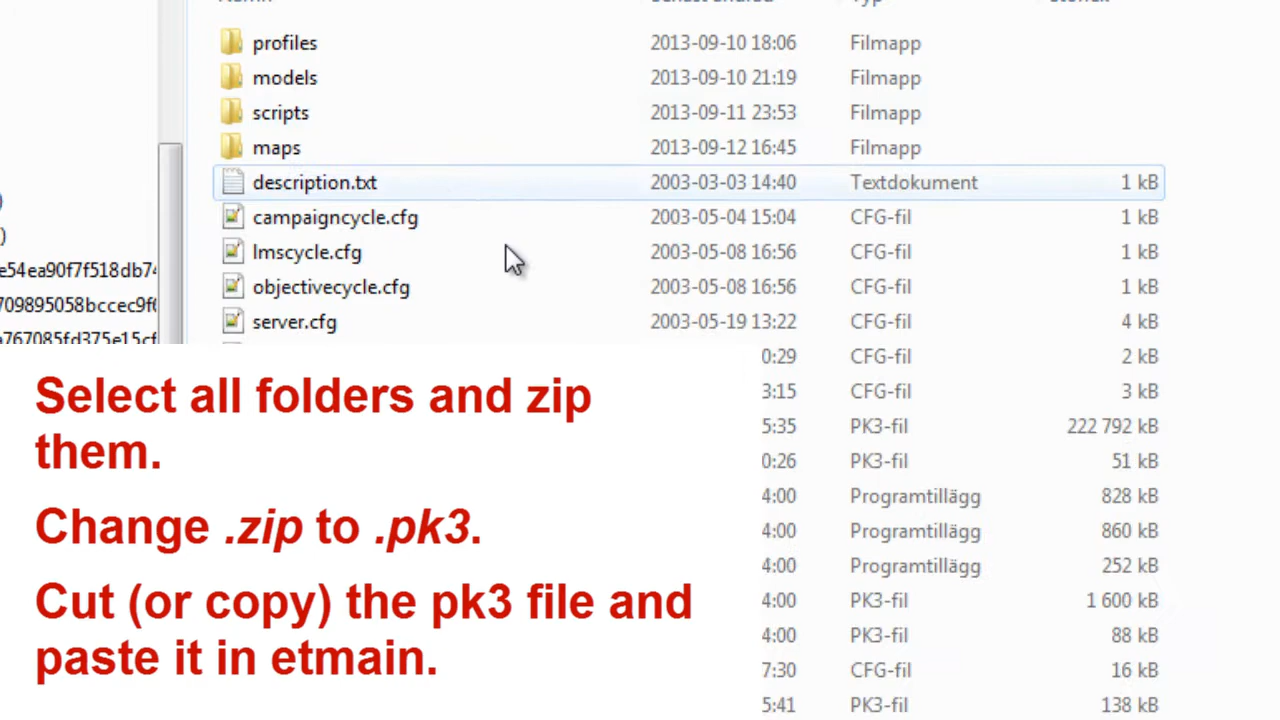 profiles 2013-09-10 18:06 Filmapp
models 2013-09-10 21:19 Filmapp
scripts 2013-09-11 23:53 Filmapp
maps 2013-09-12 16:45 Filmapp
description.txt 2003-03-03 14:40 Textdokument 1 kB
campaigncycle.cfg 2003-05-04 15:04 CFG-fil 1 kB
)
lmscycle.cfg 2003-05-08 16:56 CFG-fil 1 kB
e54ea90f7f518db74
objectivecycle.cfg 2003-05-08 16:56 CFG-fil 1 kB
709895058bccec9f6
server.cfg 2003-05-19 13:22 CFG-fil 4 kB
a767085fd375e15cf
0:29 CFG-fil 2 kB
3:15 CFG-fil 3 kB
5:35 PK3-fil 222 792 kB
0:26 PK3-fil 51 kB
4:00 Programtillägg 828 kB
4:00 Programtillägg 860 kB
4:00 Programtillägg 252 kB
4:00 PK3-fil 1 600 kB
4:00 PK3-fil 88 kB
7:30 CFG-fil 16 kB
5:41 PK3-fil 138 kB
Select all folders and zip
them.
Change .zip to .pk3.
Cut (or copy) the pk3 file and
paste it in etmain.